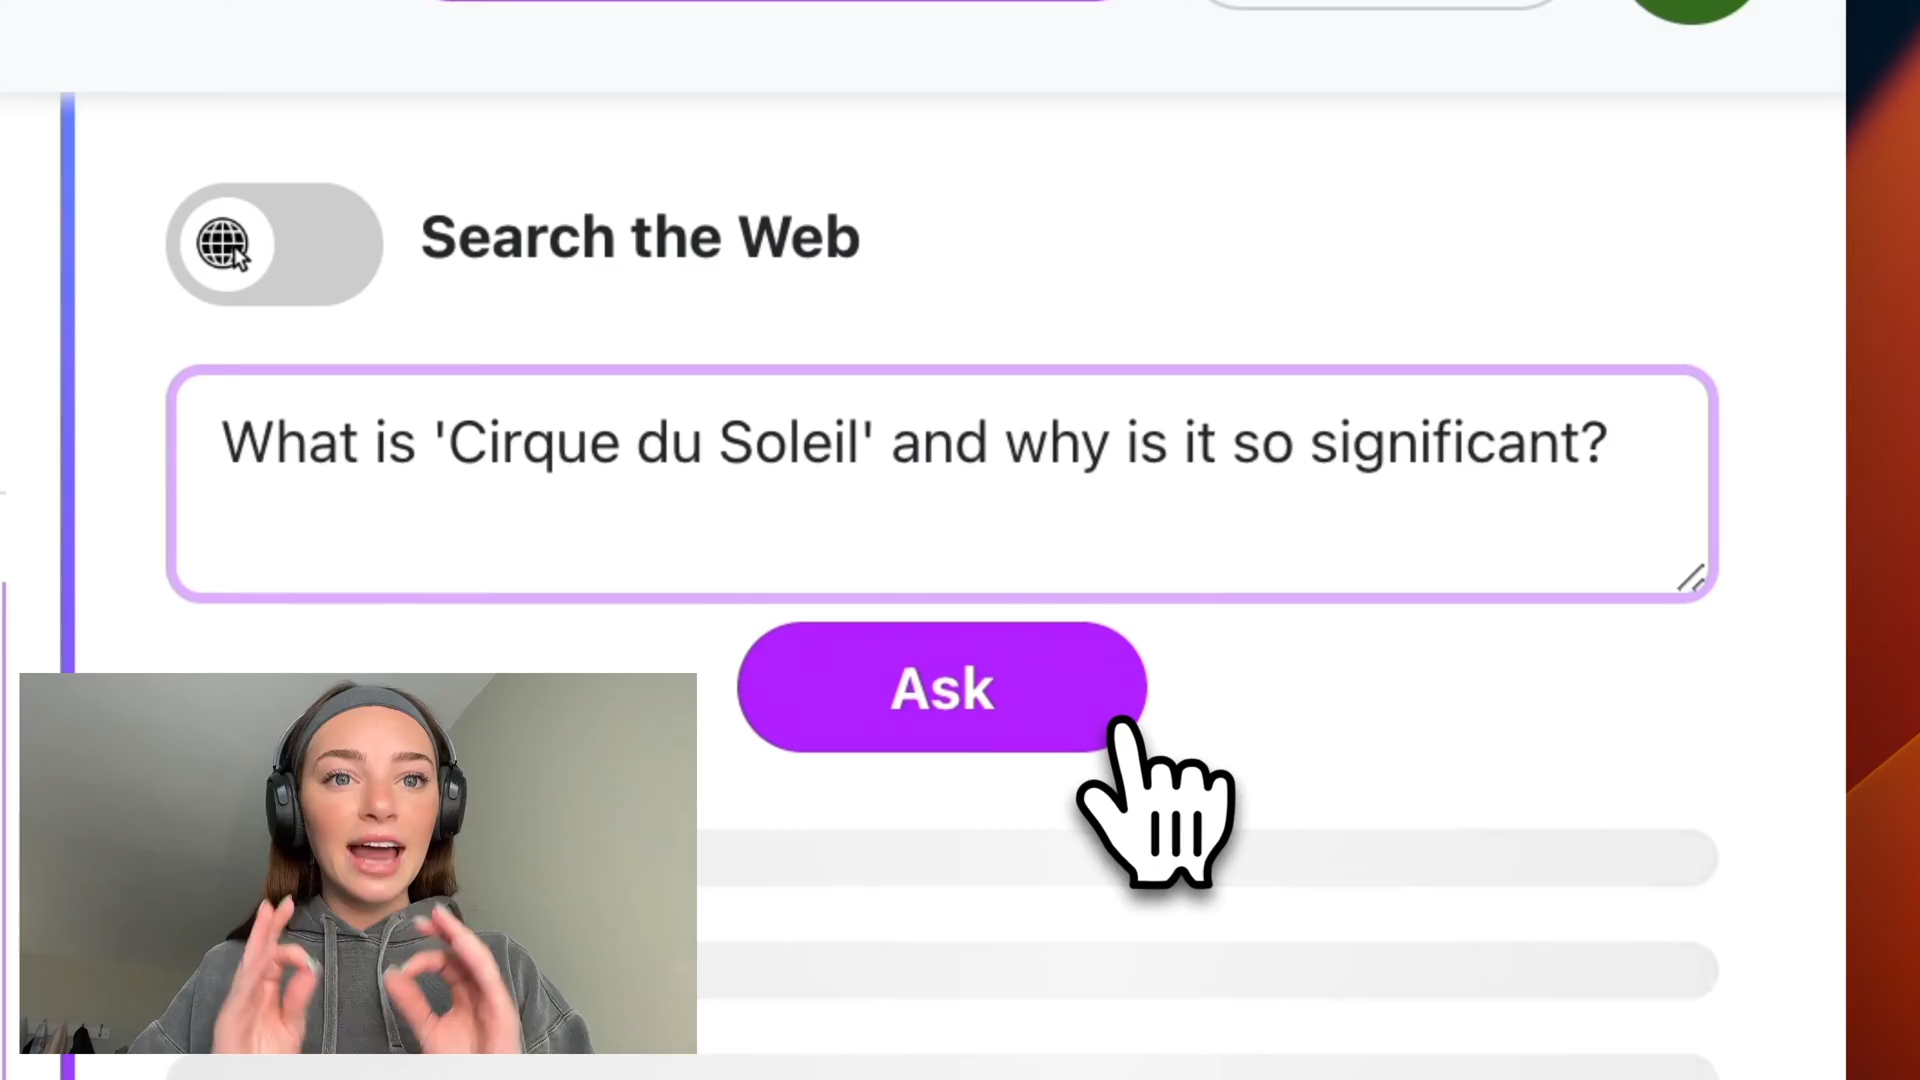 Search the Web
What is 'Cirque du Soleil' and why is it so significant?
Ask